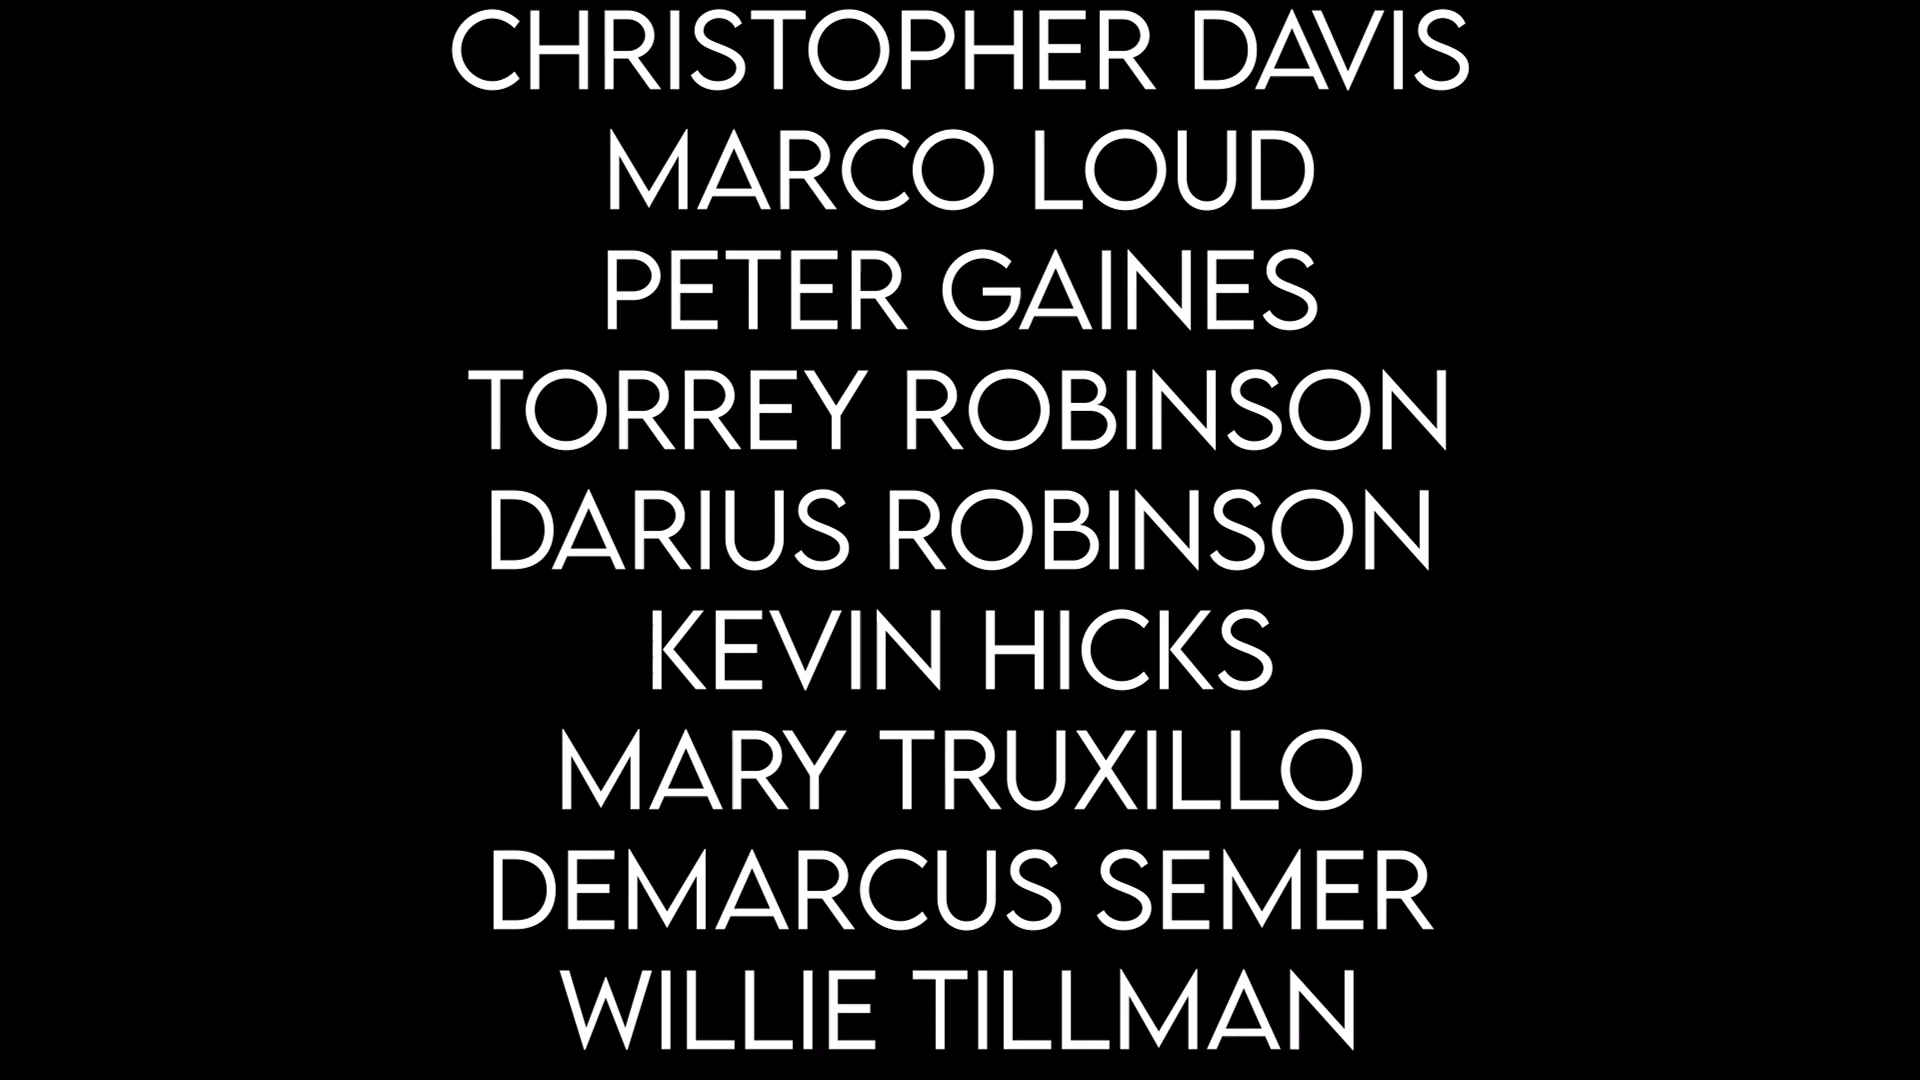 CHRISTOPHER DAVIS
MARCO LOUD
PETER GAINES
TORREY ROBINSON
DARIUS ROBINSON
KEVIN HICKS
MARY TRUXILLO
DEMARCUS SEMER
WILLIE TILLMAN